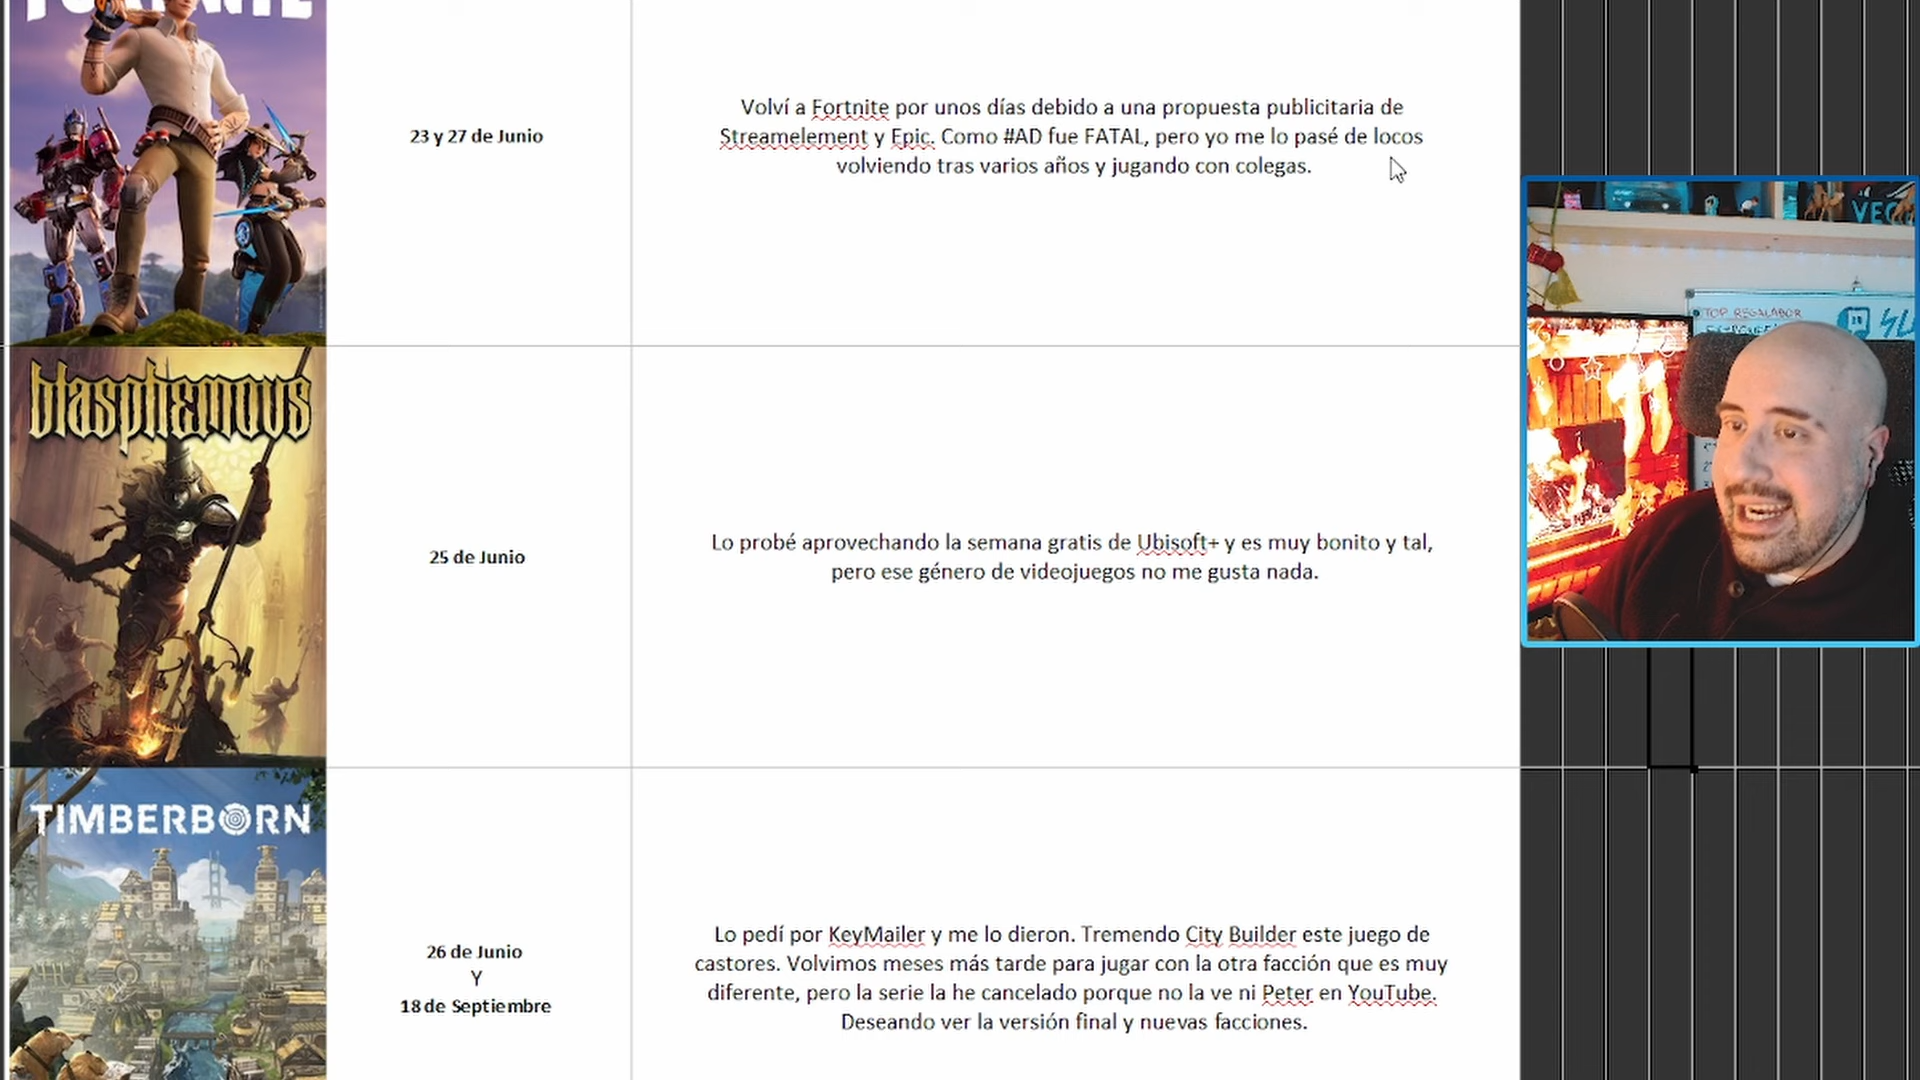 FORTNITE
23 y 27 de Junio
Volví a Fortnite por unos días debido a una propuesta publicitaria de
Streamelement y Epic. Como #AD fue FATAL, pero yo me lo pasé de locos
volviendo tras varios años y jugando con colegas.
VEG
TOP REGALADOR
blasphemous
25 de Junio
Lo probé aprovechando la semana gratis de Ubisoft+ y es muy bonito y tal,
pero ese género de videojuegos no me gusta nada.
TIMBERBORN
26 de Junio
Y
18 de Septiembre
Lo pedí por KeyMailer y me lo dieron. Tremendo City Builder este juego de
castores. Volvimos meses más tarde para jugar con la otra facción que es muy
diferente, pero la serie la he cancelado porque no la ve ni Peter en YouTube.
Deseando ver la versión final y nuevas facciones.